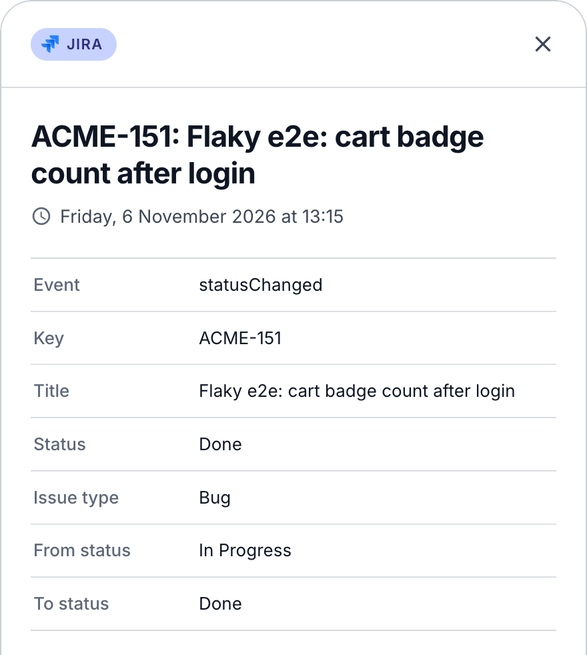 JIRA
ACME-151: Flaky e2e: cart badge
count after login
Friday, 6 November 2026 at 13:15
Event statusChanged
Key ACME-151
Title Flaky e2e: cart badge count after login
Status Done
Issue type Bug
From status In Progress
To status Done